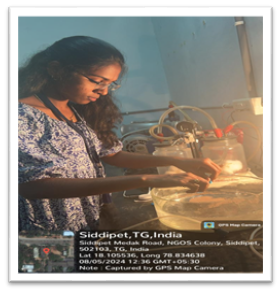 GPS Map Camera
Siddipet,TG,India
Siddipet Medak Road, NGOS Colony, Siddipet,
502103, TG, India
Lat 18.105536, Long 78.834638
08/05/2024 12:36 GMT+05:30
Note : Captured by GPS Map Camera